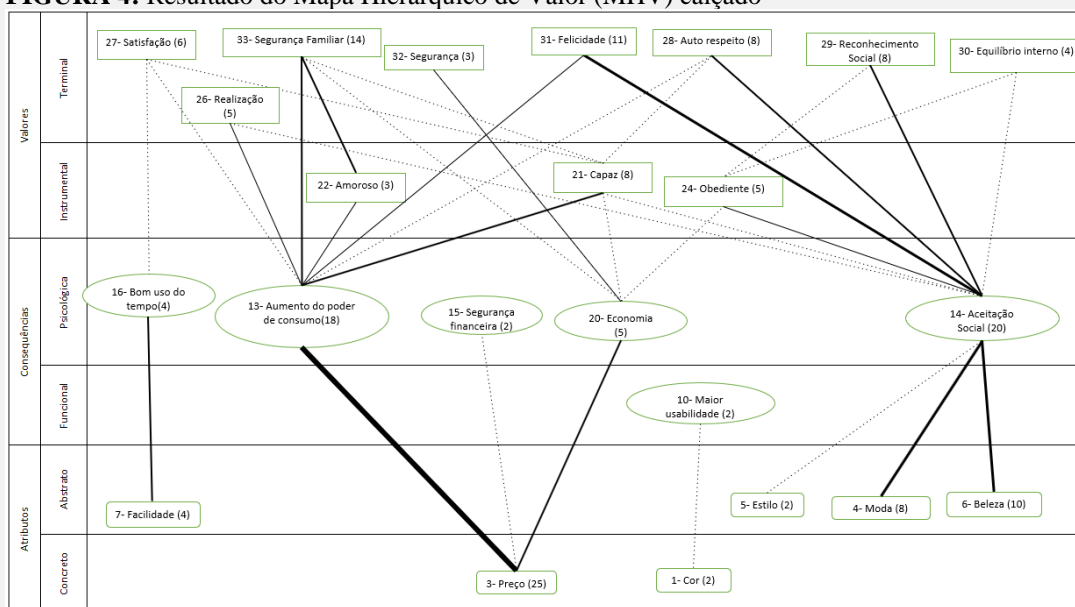 FIGURA 4: Resultado do Mapa Hierárquico de Valor (MHV) calçado
Valores
Terminal
27- Satisfação (6)
33- Segurança Familiar (14)
32- Segurança (3)
31- Felicidade (11)
28- Auto respeito (8)
29- Reconhecimento
Social (8)
30- Equilíbrio interno (4)
26- Realização
(5)
Instrumental
22- Amoroso (3)
21- Capaz (8)
24- Obediente (5)
Consequências
Psicológica
16- Bom uso do
tempo(4)
13- Aumento do poder
de consumo(18)
15- Segurança
financeira (2)
20- Economia
(5)
14- Aceitação
Social (20)
Funcional
10- Maior
usabilidade (2)
Atributos
Abstrato
7- Facilidade (4)
5- Estilo (2)
4- Moda (8)
6- Beleza (10)
Concreto
3- Preço (25)
1- Cor (2)